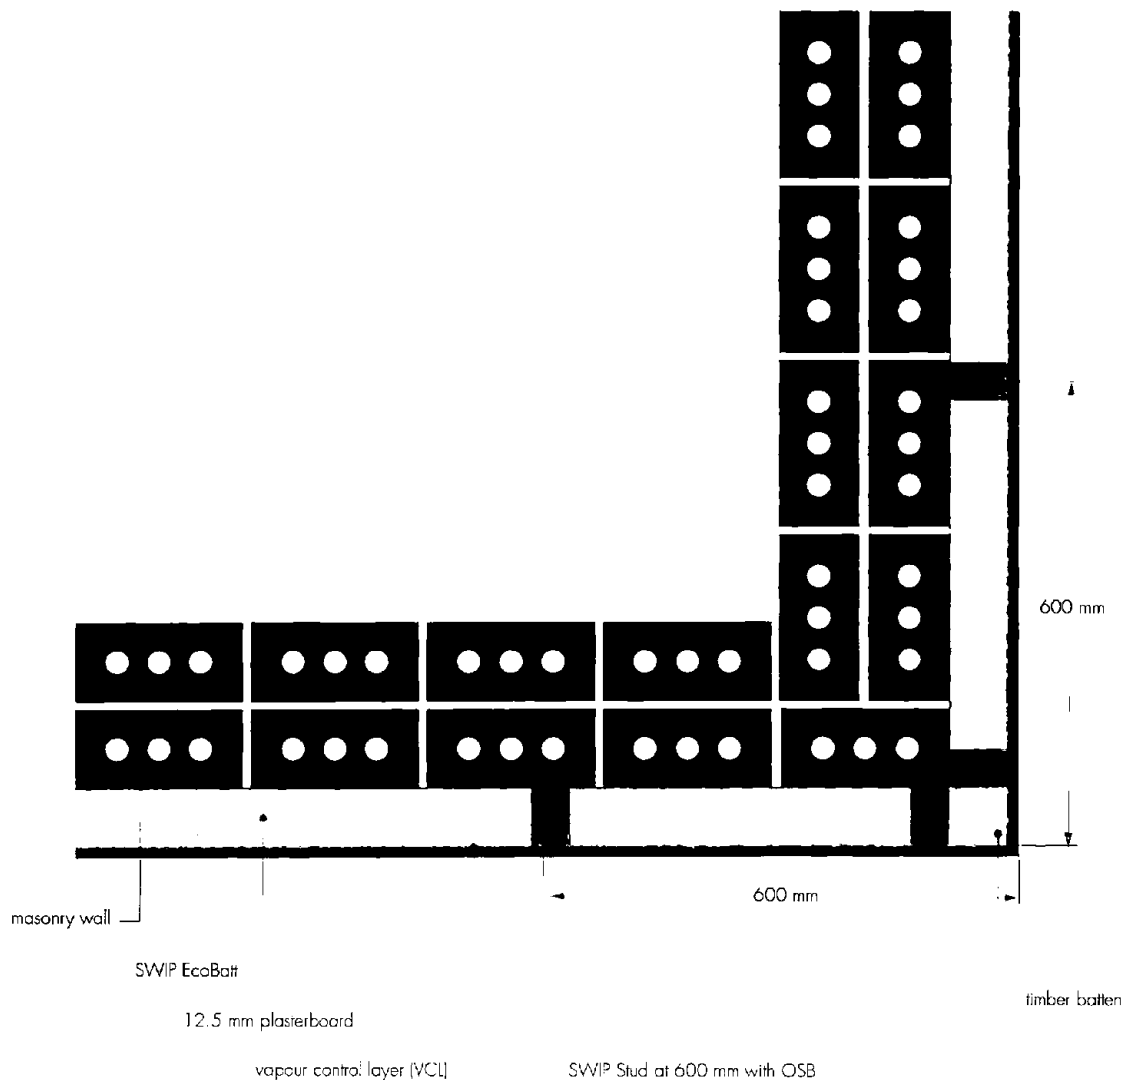 600 mm
600 mm
masonry wall
SWIP EcoBatt
timber batten
12.5 mm plasterboard
vapour control layer (VCL)
SWIP Stud at 600 mm with OSB